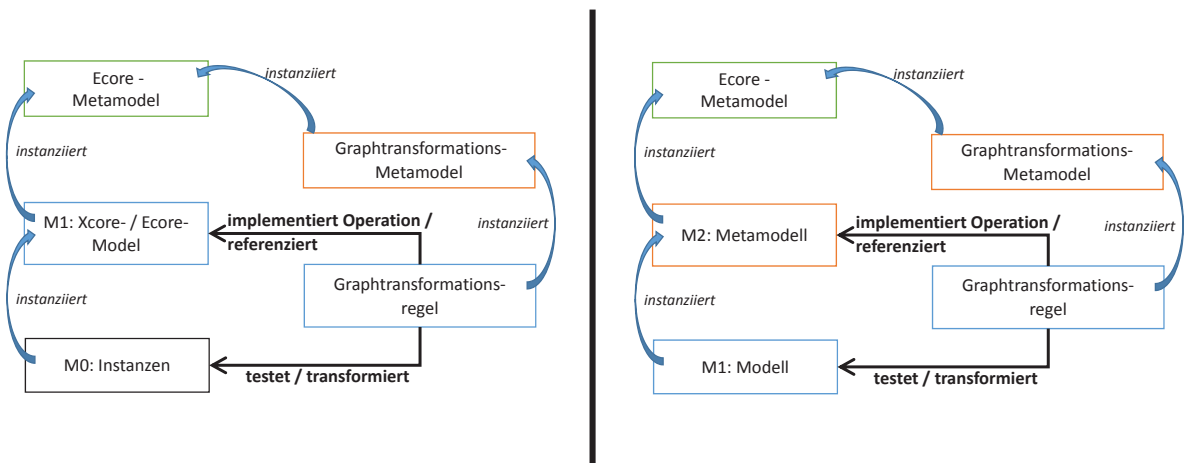 Ecore -
Metamodel
instanziiert
Graphtransformations-
Metamodel
instanziiert
M1: Xcore- / Ecore-
Model
implementiert Operation /
referenziert
instanziiert
Graphtransformations-
regel
instanziiert
M0: Instanzen
testet / transformiert
Ecore -
Metamodel
instanziiert
Graphtransformations-
Metamodel
instanziiert
M2: Metamodell
implementiert Operation /
referenziert
instanziiert
Graphtransformations-
regel
instanziiert
M1: Modell
testet / transformiert